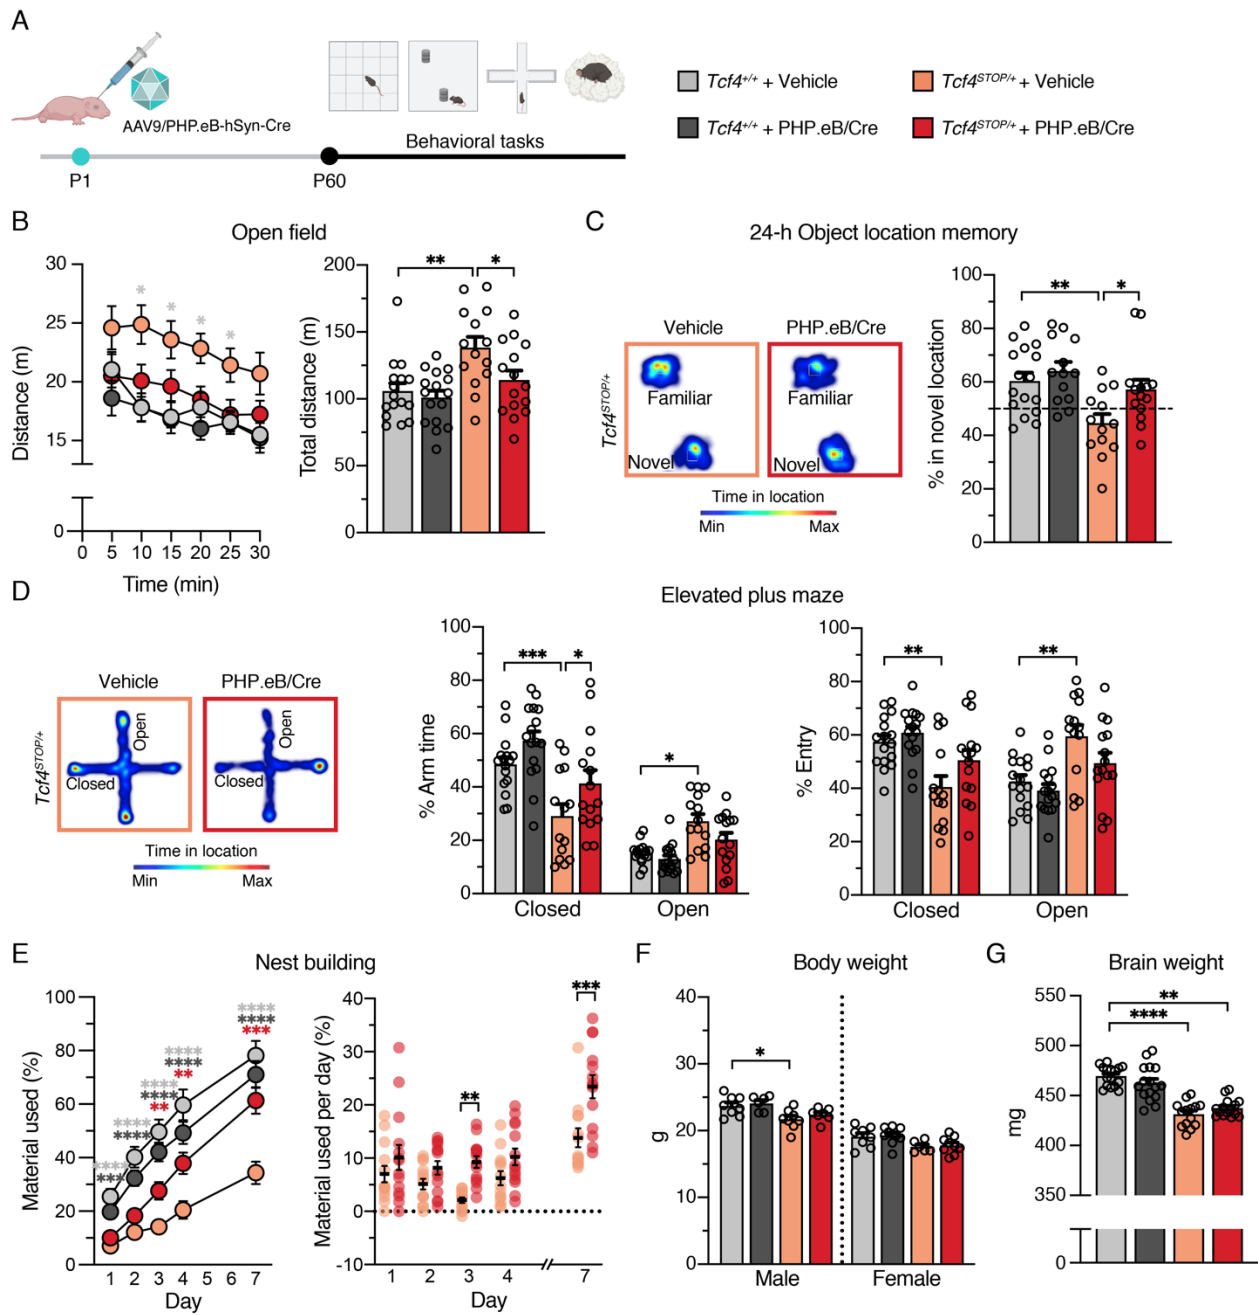 A
AAV9/PHP.eB-hSyn-Cre
Behavioral tasks
P1
P60
Tcf4+/+ + Vehicle
Tcf4STOP/+ + Vehicle
Tcf4+/+ + PHP.eB/Cre
Tcf4STOP/+ + PHP.eB/Cre
B
Open field
Distance (m)
30
25
20
15
0
* * * *
0 5 10 15 20 25 30
Time (min)
Total distance (m)
200
150
100
50
0
** *
C
24-h Object location memory
Tcf4STOP/+
Vehicle
PHP.eB/Cre
Familiar
Familiar
Novel
Novel
Time in location
Min Max
% in novel location
100
80
60
40
20
0
** *
D
Elevated plus maze
Tcf4STOP/+
Vehicle
PHP.eB/Cre
Open
Open
Closed
Closed
Time in location
Min Max
% Arm time
100
80
60
40
20
0
*** *
*
Closed Open
% Entry
100
80
60
40
20
0
** **
Closed Open
E
Nest building
Material used (%)
100
80
60
40
20
0
****
***
****
****
****
****
**
****
****
**
****
****
***
1 2 3 4 5 6 7
Day
Material used per day (%)
40
30
20
10
0
-10
**
***
1 2 3 4 7
Day
F
Body weight
g
40
30
20
10
0
*
Male Female
G
Brain weight
mg
550
500
450
400
350
0
**
****